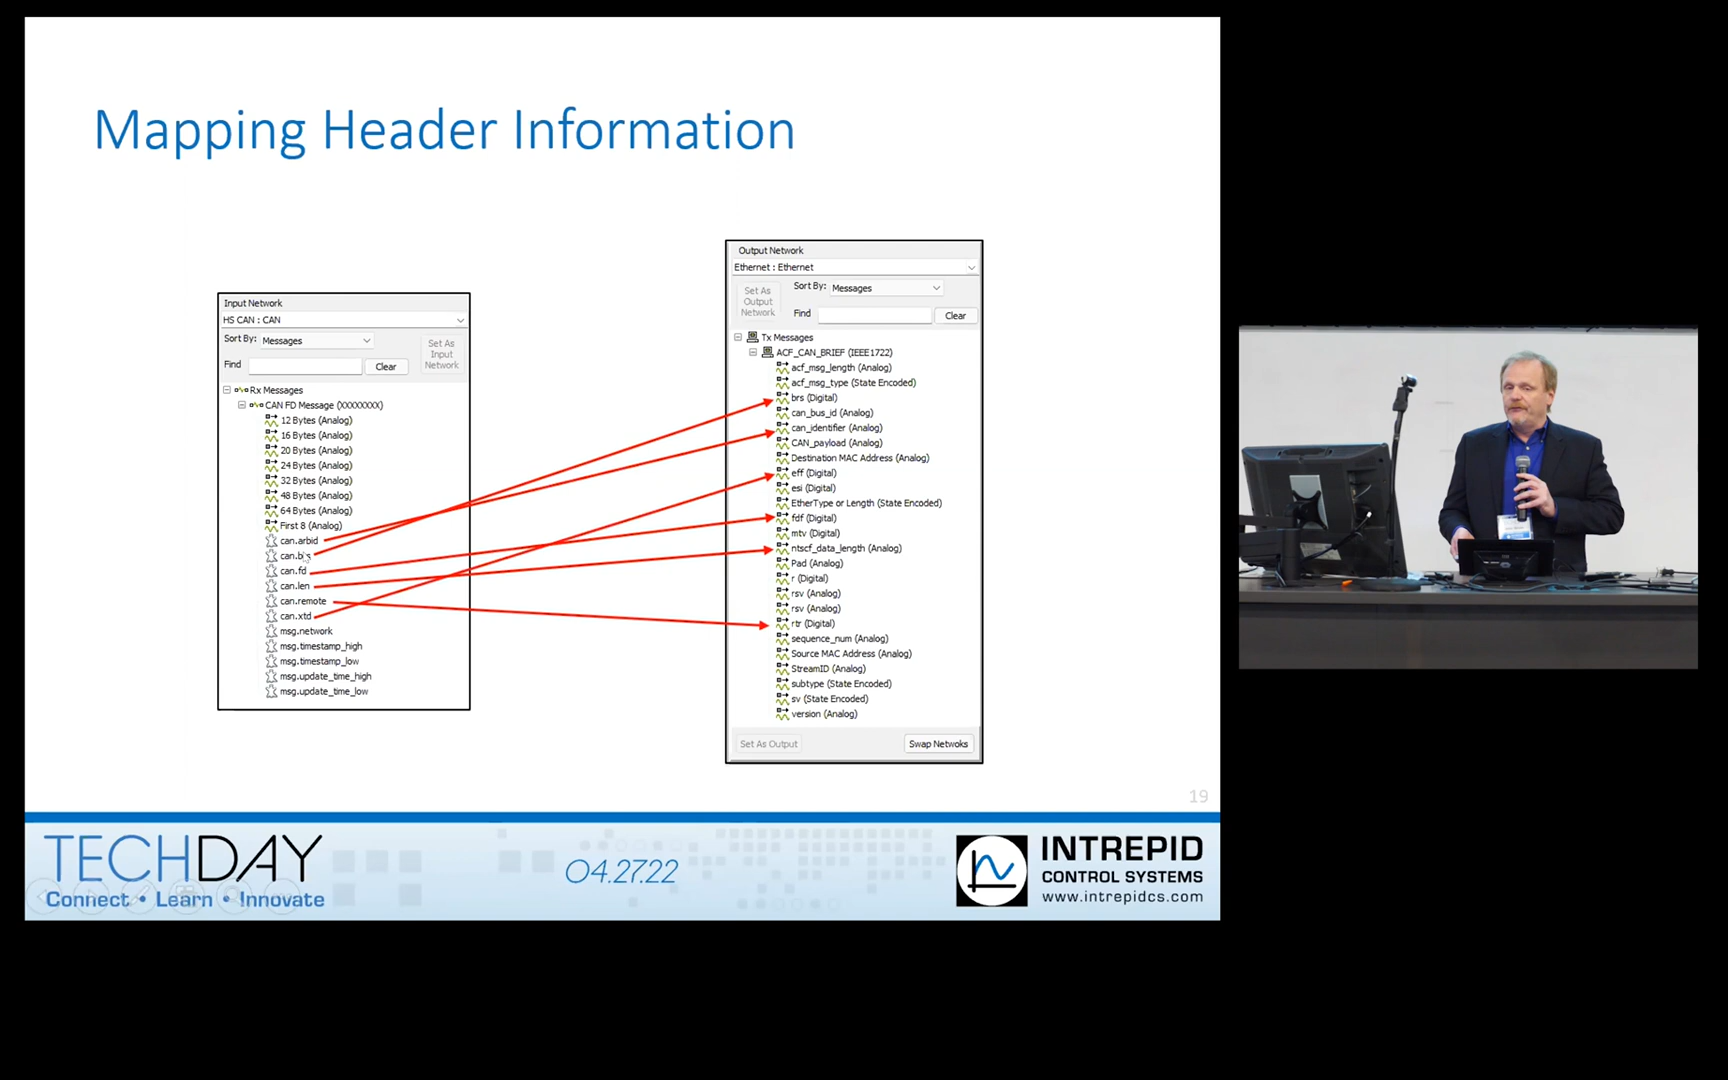 Mapping Header Information
Input Network
HS CAN : CAN
Sort By: Messages
Set As Input Network
Find
Clear
Rx Messages
CAN FD Message (XXXXXXXX)
12 Bytes (Analog)
16 Bytes (Analog)
20 Bytes (Analog)
24 Bytes (Analog)
32 Bytes (Analog)
48 Bytes (Analog)
64 Bytes (Analog)
First 8 (Analog)
can.arbid
can.brs
can.fd
can.len
can.remote
can.xtd
msg.network
msg.timestamp_high
msg.timestamp_low
msg.update_time_high
msg.update_time_low
Output Network
Ethernet : Ethernet
Set As Output Network
Sort By: Messages
Find
Clear
Tx Messages
ACF_CAN_BRIEF (IEEE1722)
acf_msg_length (Analog)
acf_msg_type (State Encoded)
brs (Digital)
can_bus_id (Analog)
can_identifier (Analog)
CAN_payload (Analog)
Destination MAC Address (Analog)
eff (Digital)
esi (Digital)
EtherType or Length (State Encoded)
fdf (Digital)
mtv (Digital)
ntscf_data_length (Analog)
Pad (Analog)
r (Digital)
rsv (Analog)
rsv (Analog)
rtr (Digital)
sequence_num (Analog)
Source MAC Address (Analog)
StreamID (Analog)
subtype (State Encoded)
sv (State Encoded)
version (Analog)
Set As Output
Swap Netwoks
19
TECHDAY
Connect • Learn • Innovate
04.27.22
INTREPID
CONTROL SYSTEMS
www.intrepidcs.com